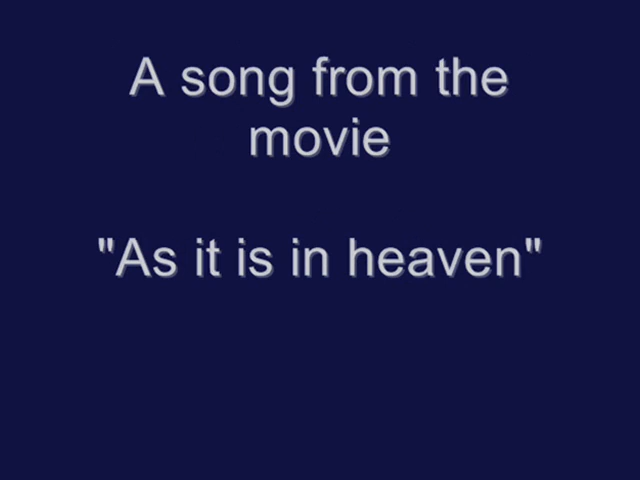 A song from the
movie
"As it is in heaven"